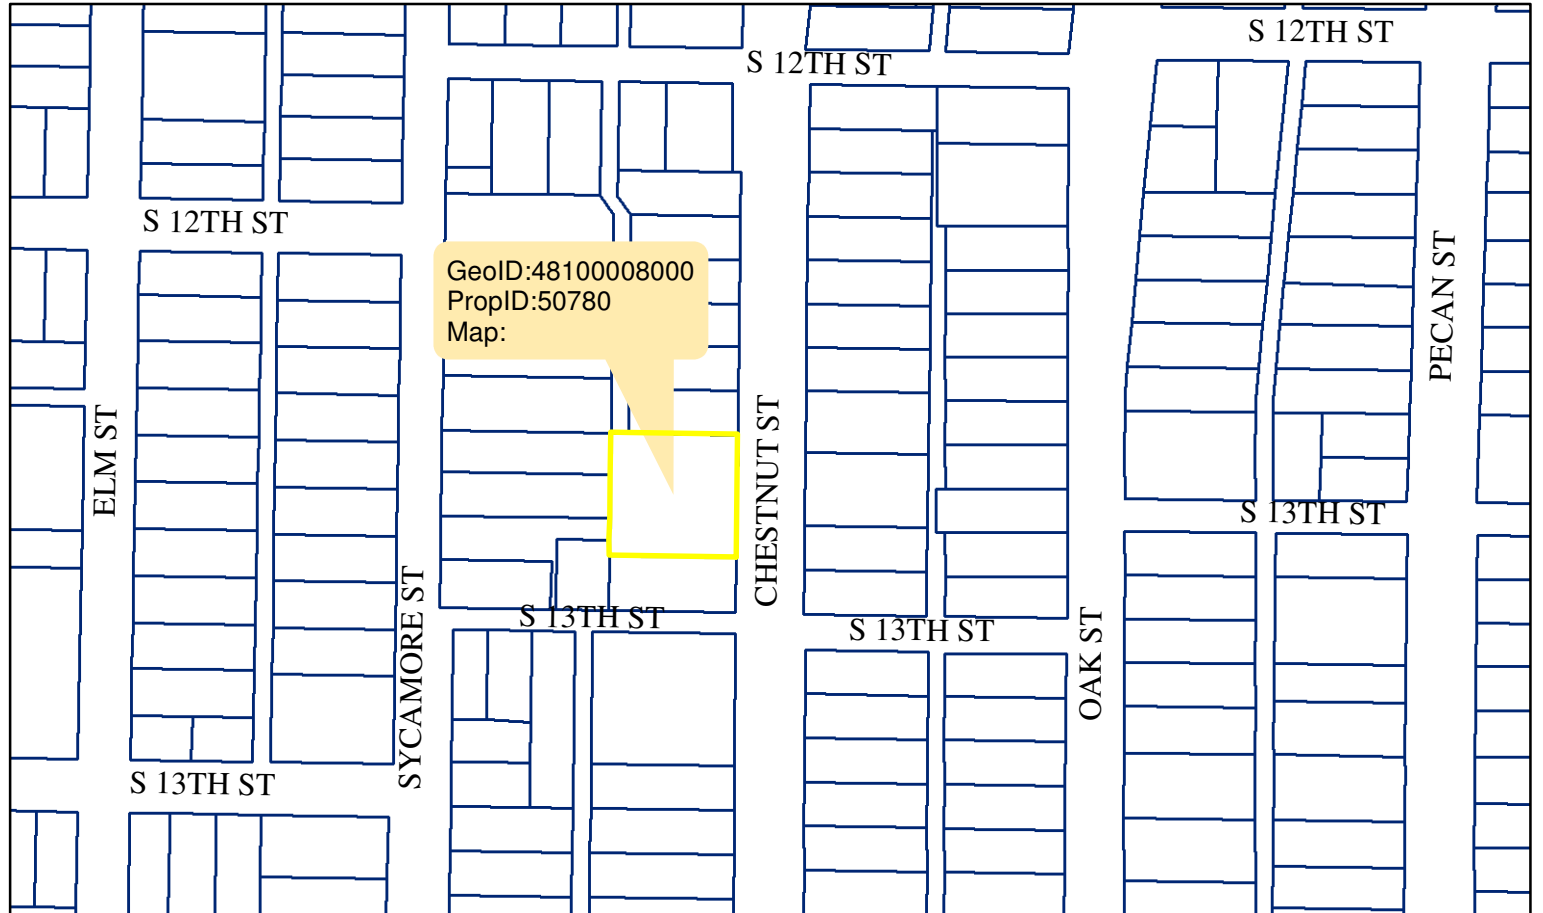 S 12TH ST
S 12TH ST
S 12TH ST
GeoID:48100008000
PropID:50780
Map:
PECAN ST
ELM ST
CHESTNUT ST
S 13TH ST
SYCAMORE ST
S 13TH ST
S 13TH ST
OAK ST
S 13TH ST